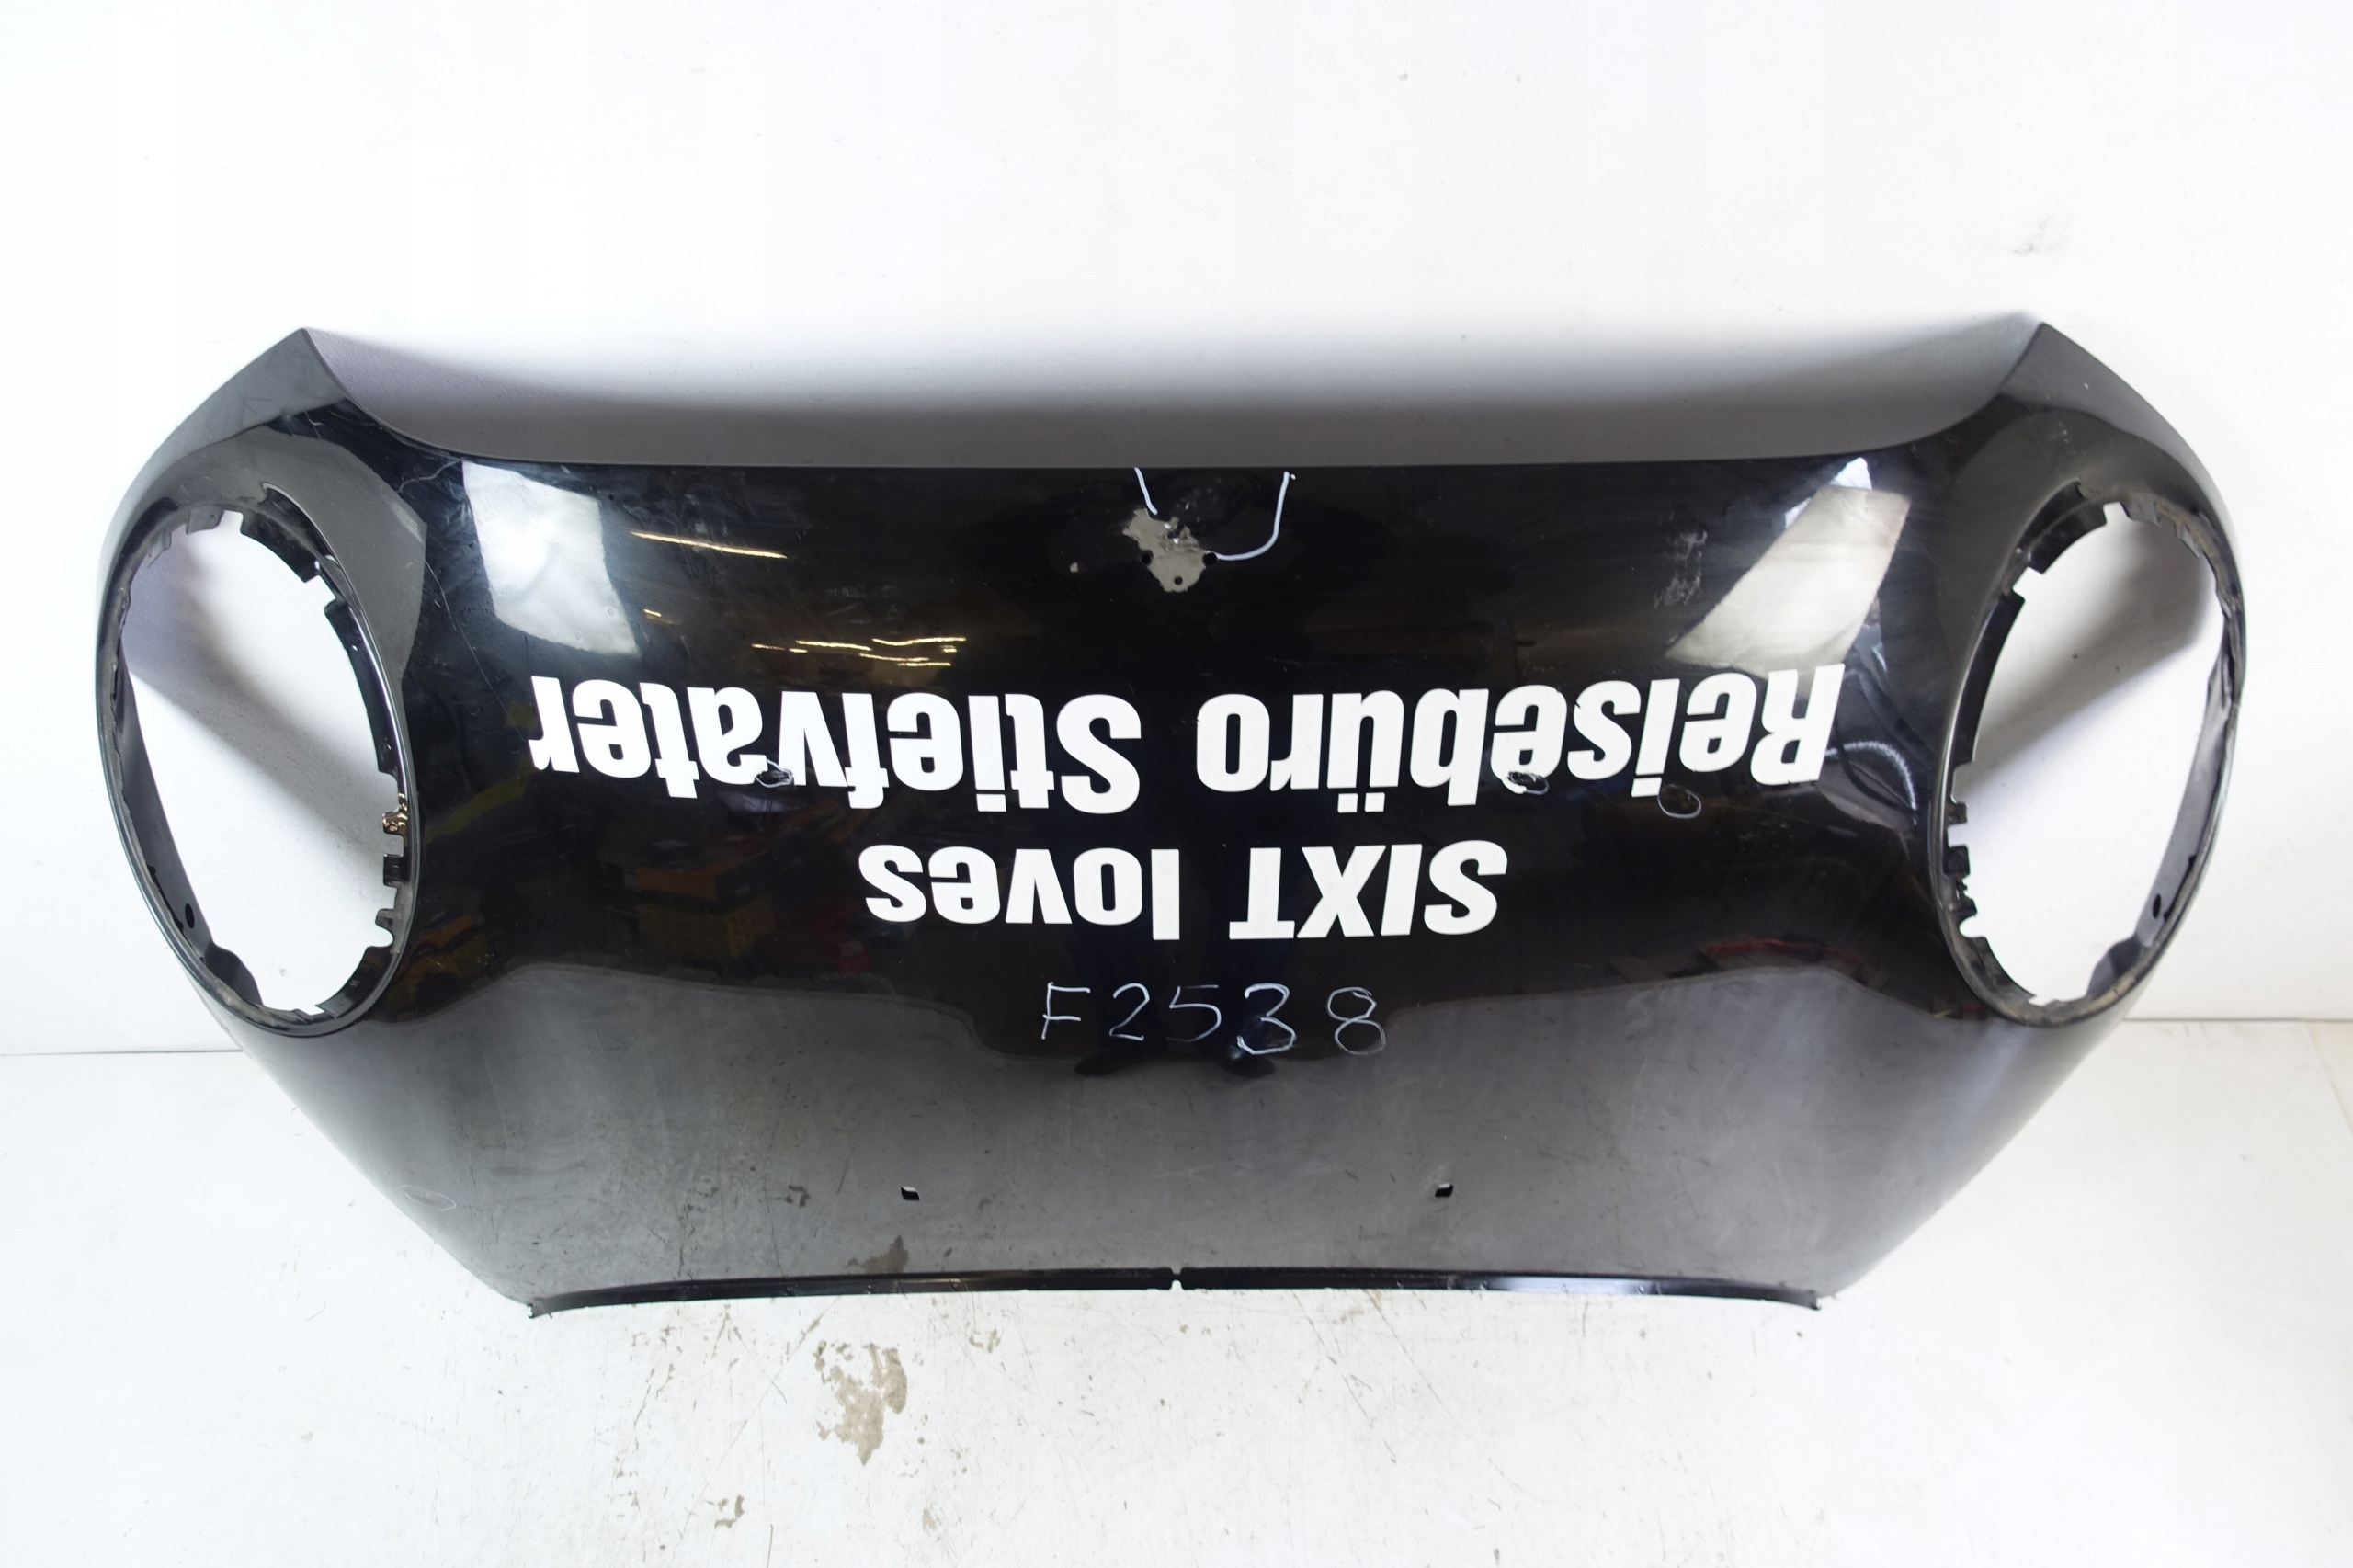 SIXT loves
Reisebüro Stiefvater
F2538